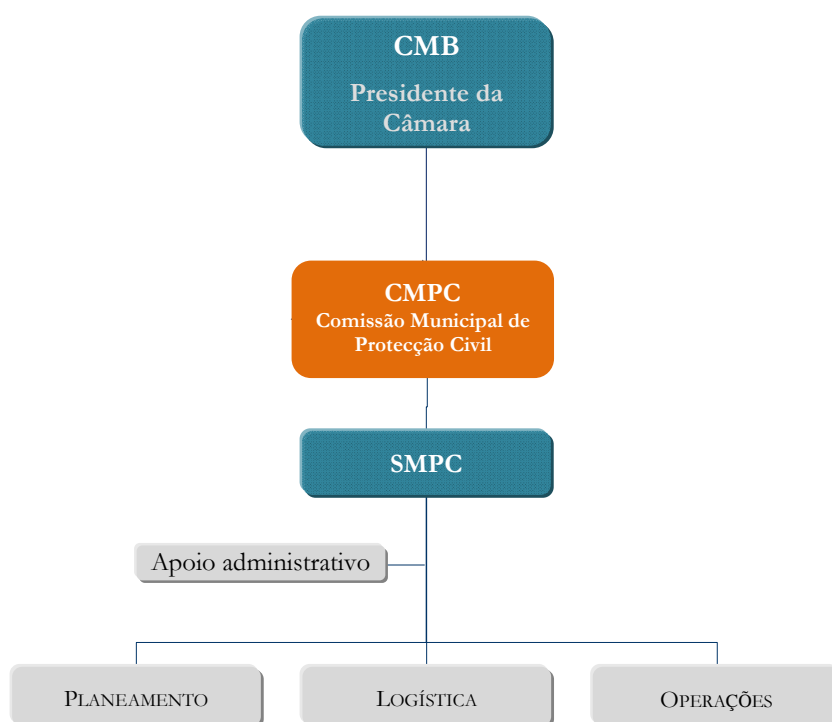 CMB
Presidente da
Câmara
CMPC
Comissão Municipal de
Protecção Civil
SMPC
Apoio administrativo
PLANEAMENTO
LOGÍSTICA
OPERAÇÕES